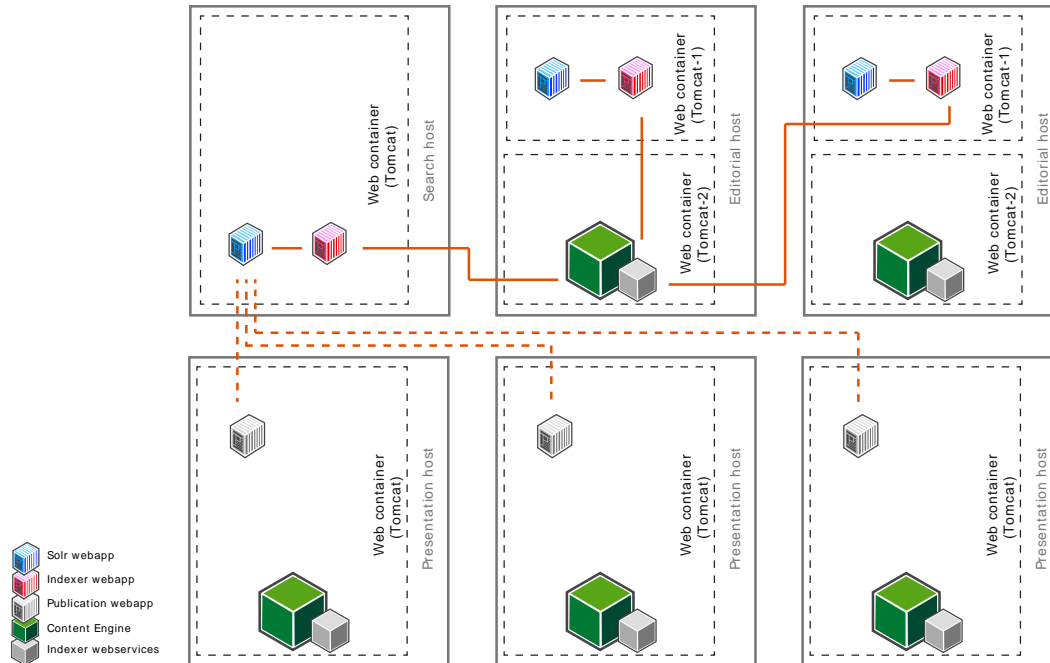 Web container
(Tomcat)
Search host
Web container
(Tomcat-1)
Web container
(Tomcat-2)
Editorial host
Web container
(Tomcat-1)
Web container
(Tomcat-2)
Editorial host
Web container
(Tomcat)
Presentation host
Web container
(Tomcat)
Presentation host
Web container
(Tomcat)
Presentation host
Solr webapp
Indexer webapp
Publication webapp
Content Engine
Indexer webservices